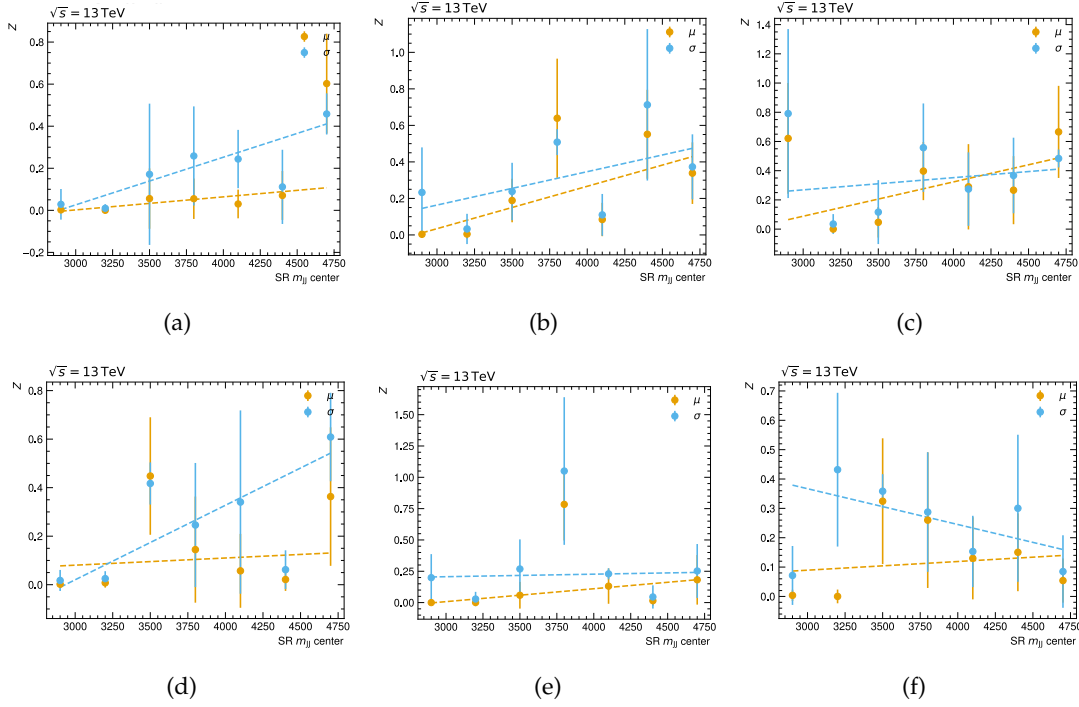 √s = 13 TeV
Z
μ
σ
0.8
0.6
0.4
0.2
0.0
−0.2
3000 3250 3500 3750 4000 4250 4500 4750
SR mJJ center
(a)
√s = 13 TeV
Z
μ
σ
1.0
0.8
0.6
0.4
0.2
0.0
3000 3250 3500 3750 4000 4250 4500 4750
SR mJJ center
(b)
√s = 13 TeV
Z
μ
σ
1.4
1.2
1.0
0.8
0.6
0.4
0.2
0.0
3000 3250 3500 3750 4000 4250 4500 4750
SR mJJ center
(c)
√s = 13 TeV
Z
μ
σ
0.8
0.6
0.4
0.2
0.0
3000 3250 3500 3750 4000 4250 4500 4750
SR mJJ center
(d)
√s = 13 TeV
Z
μ
σ
1.50
1.25
1.00
0.75
0.50
0.25
0.00
3000 3250 3500 3750 4000 4250 4500 4750
SR mJJ center
(e)
√s = 13 TeV
Z
μ
σ
0.7
0.6
0.5
0.4
0.3
0.2
0.1
0.0
3000 3250 3500 3750 4000 4250 4500 4750
SR mJJ center
(f)